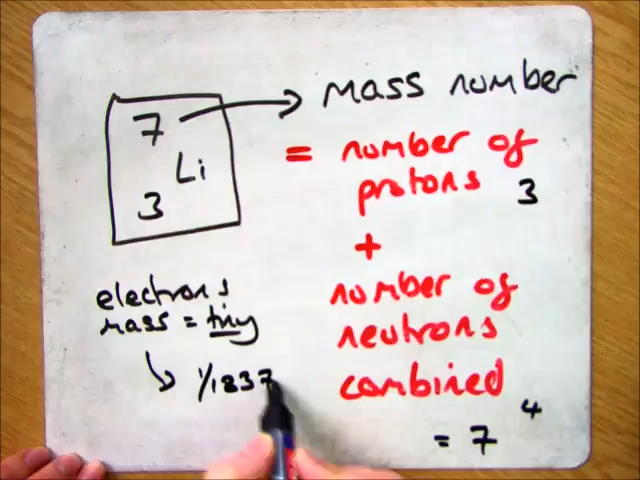 7
Li
3
mass number
= number of
protons 3
+
number of
neutrons
combined
4
= 7
electrons
mass = tiny
1/1837